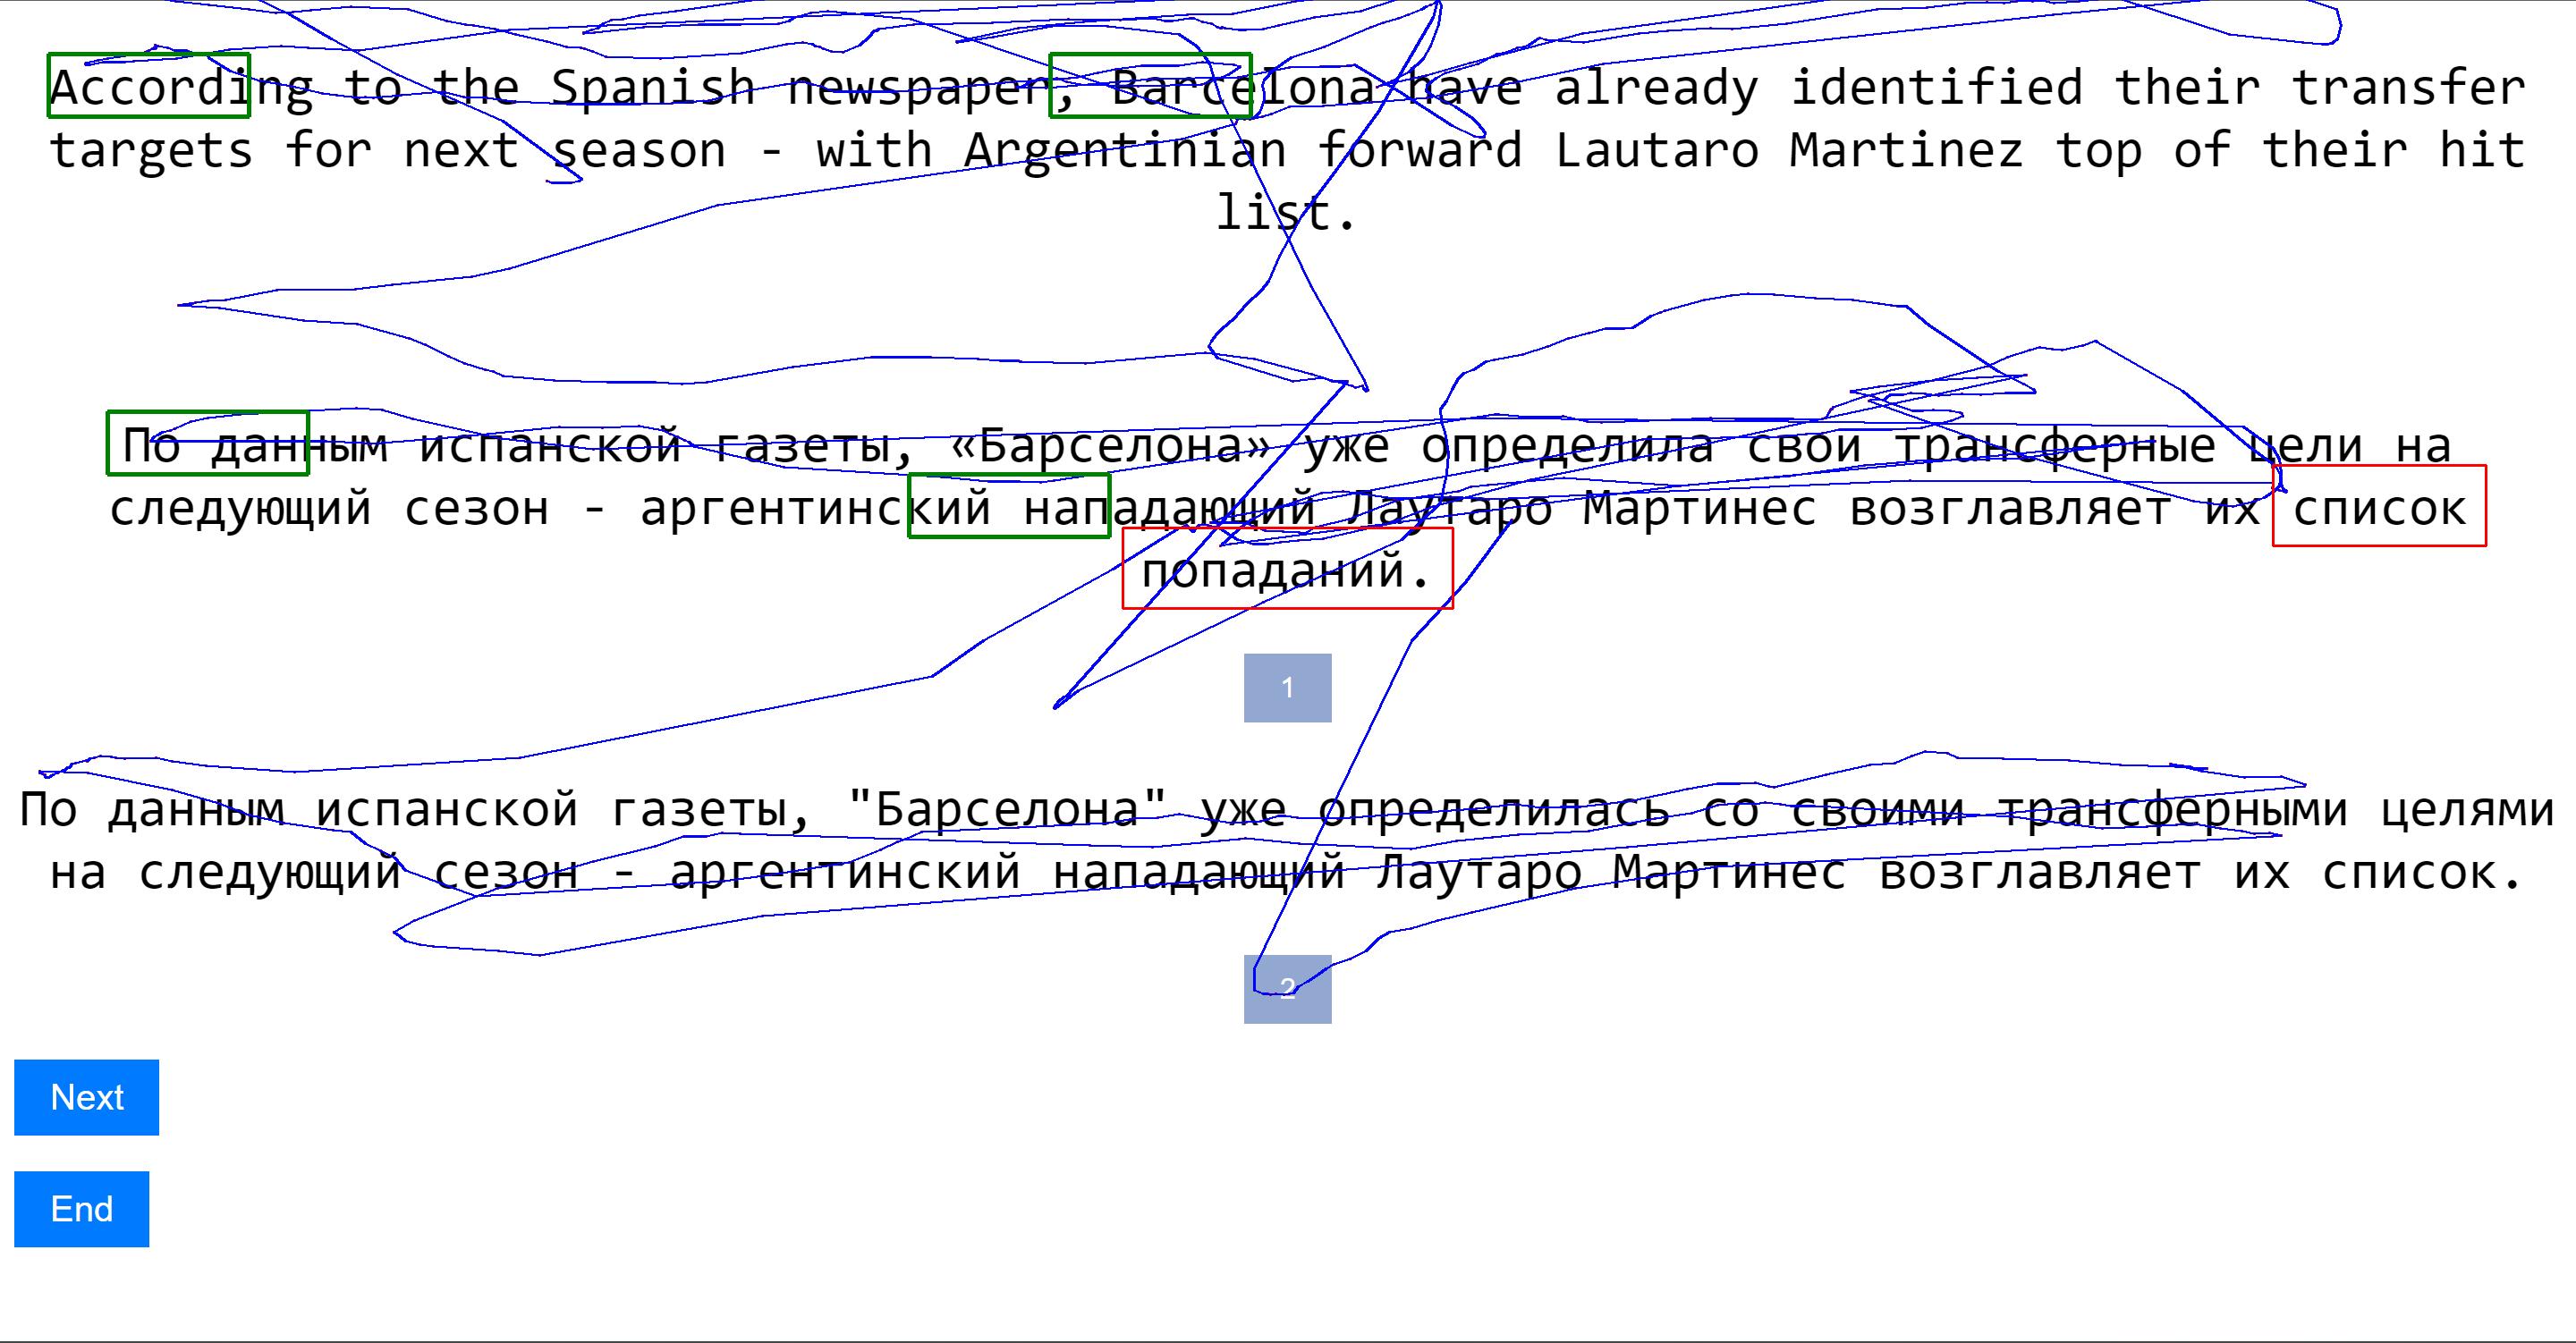 According to the Spanish newspaper, Barcelona have already identified their transfer
targets for next season - with Argentinian forward Lautaro Martinez top of their hit
list.
По данным испанской газеты, «Барселона» уже определила свои трансферные цели на
следующий сезон - аргентинский нападающий Лаутаро Мартинес возглавляет их список
попаданий.
1
По данным испанской газеты, "Барселона" уже определилась со своими трансферными целями
на следующий сезон - аргентинский нападающий Лаутаро Мартинес возглавляет их список.
2
Next
End